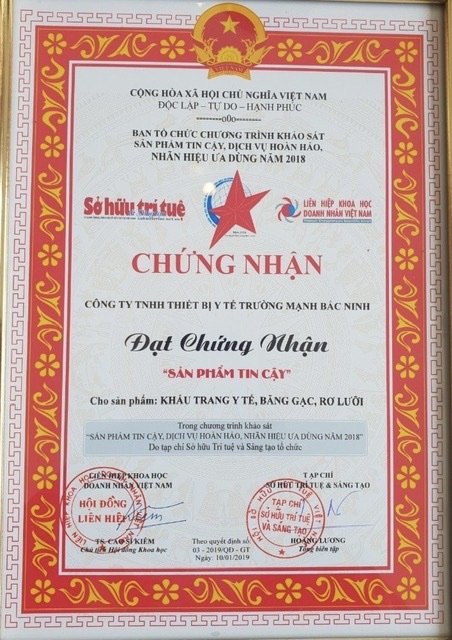 VIỆT NAM
CỘNG HÒA XÃ HỘI CHỦ NGHĨA VIỆT NAM
ĐỘC LẬP – TỰ DO – HẠNH PHÚC
--------o0o--------
BAN TỔ CHỨC CHƯƠNG TRÌNH KHẢO SÁT
SẢN PHẨM TIN CẬY, DỊCH VỤ HOÀN HẢO,
NHÃN HIỆU ƯA DÙNG NĂM 2018
Sở hữu trí tuệ
LIÊN HIỆP KHOA HỌC
DOANH NHÂN VIỆT NAM
CHỨNG NHẬN
CÔNG TY TNHH THIẾT BỊ Y TẾ TRƯỜNG MẠNH BẮC NINH
Đạt Chứng Nhận
“SẢN PHẨM TIN CẬY”
Cho sản phẩm: KHẨU TRANG Y TẾ, BĂNG GẠC, RƠ LƯỠI
Trong chương trình khảo sát
“SẢN PHẨM TIN CẬY, DỊCH VỤ HOÀN HẢO, NHÃN HIỆU ƯA DÙNG NĂM 2018”
Do tạp chí Sở hữu Trí tuệ và Sáng tạo tổ chức
LIÊN HIỆP KHOA HỌC
DOANH NHÂN VIỆT NAM
TẠP CHÍ
SỞ HỮU TRÍ TUỆ & SÁNG TẠO
HỘI ĐỒNG
LIÊN HIỆP
TẠP CHÍ
SỞ HỮU TRÍ TUỆ
VÀ SÁNG TẠO
TS. CAO SĨ KIÊM
Chủ tịch Hội đồng Khoa học
Theo quyết định số:
03 - 2019/QĐ - GT
Ngày: 10/01/2019
HOÀNG LƯƠNG
Tổng biên tập